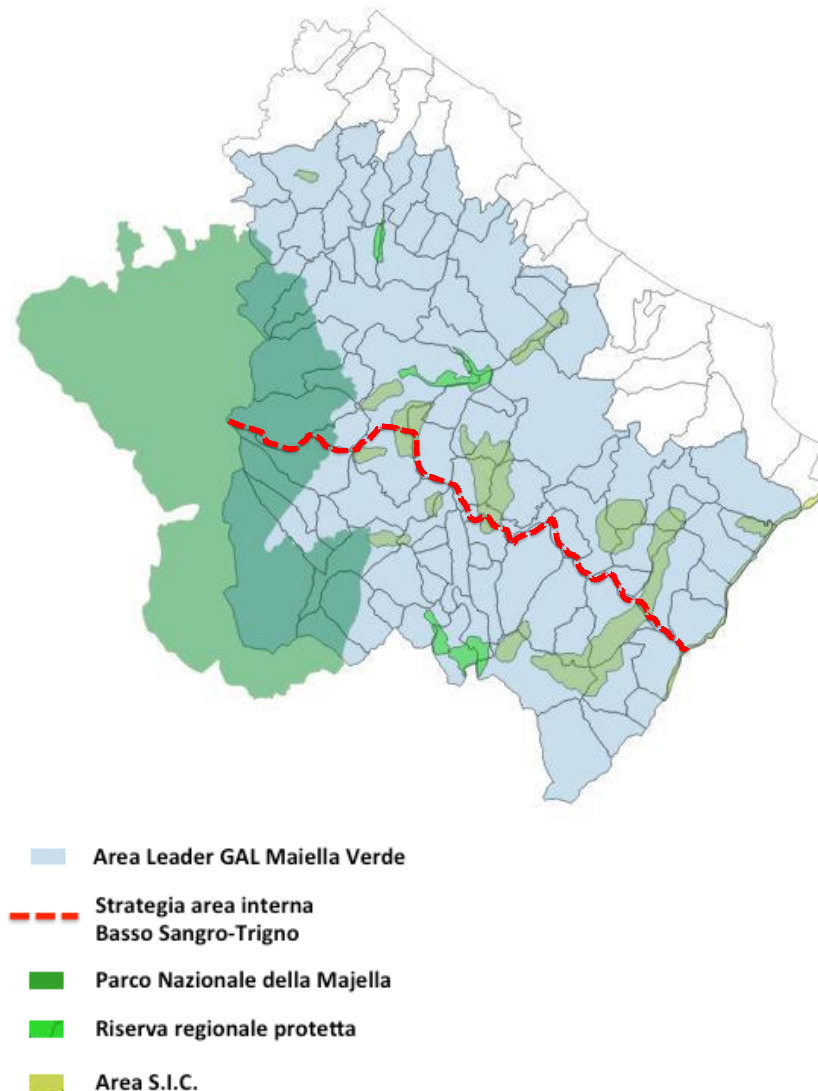 Area Leader GAL Maiella Verde
Strategia area interna
Basso Sangro-Trigno
Parco Nazionale della Majella
Riserva regionale protetta
Area S.I.C.